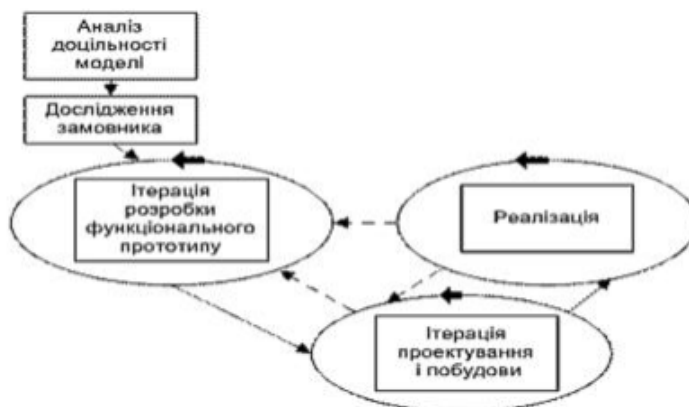 Аналіз
доцільності
моделі
Дослідження
замовника
Ітерація
розробки
функціонального
прототипу
Реалізація
Ітерація
проектування
і побудови